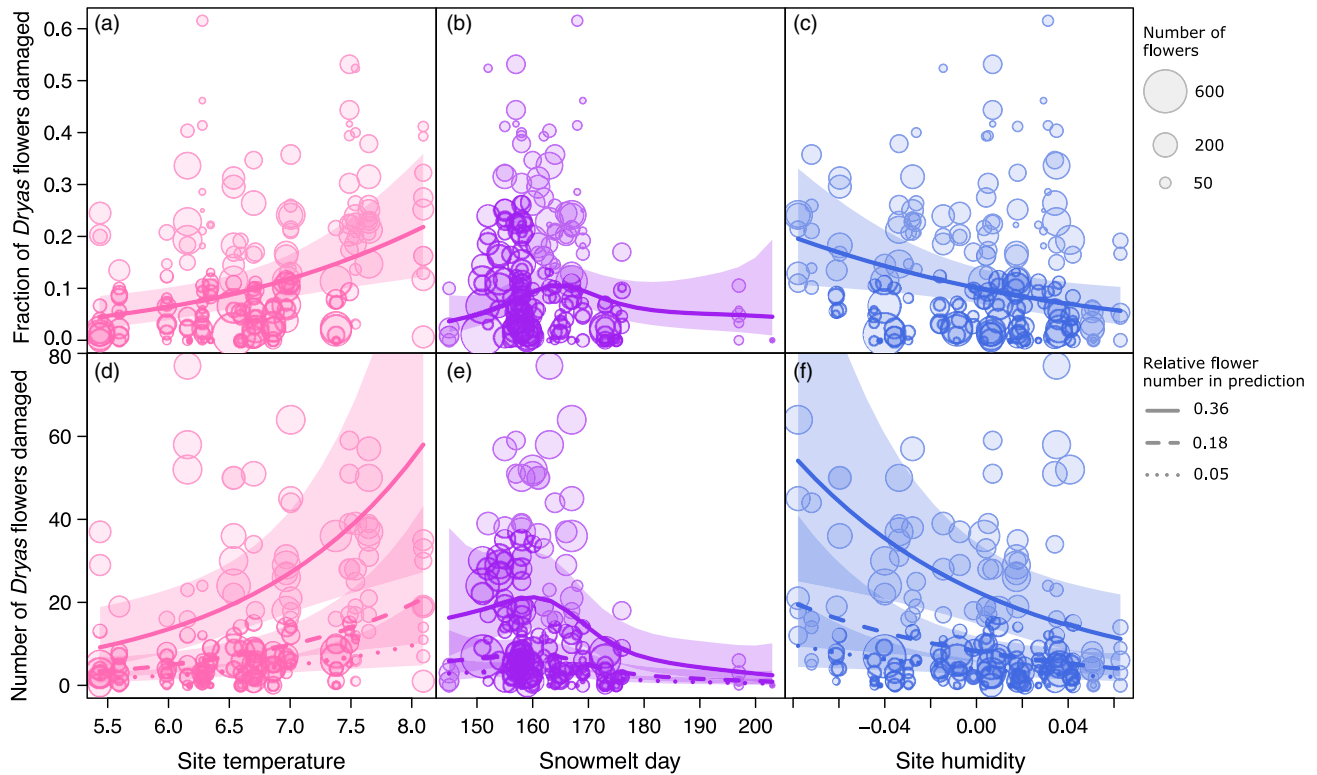 (a)
(b)
(c)
0.6
0.5
0.4
0.3
0.2
0.1
0.0
Fraction of Dryas flowers damaged
Number of
flowers
600
200
50
(d)
(e)
(f)
80
60
40
20
0
Number of Dryas flowers damaged
Relative flower
number in prediction
0.36
0.18
0.05
5.5 6.0 6.5 7.0 7.5 8.0
150 160 170 180 190 200
−0.04 0.00 0.04
Site temperature
Snowmelt day
Site humidity